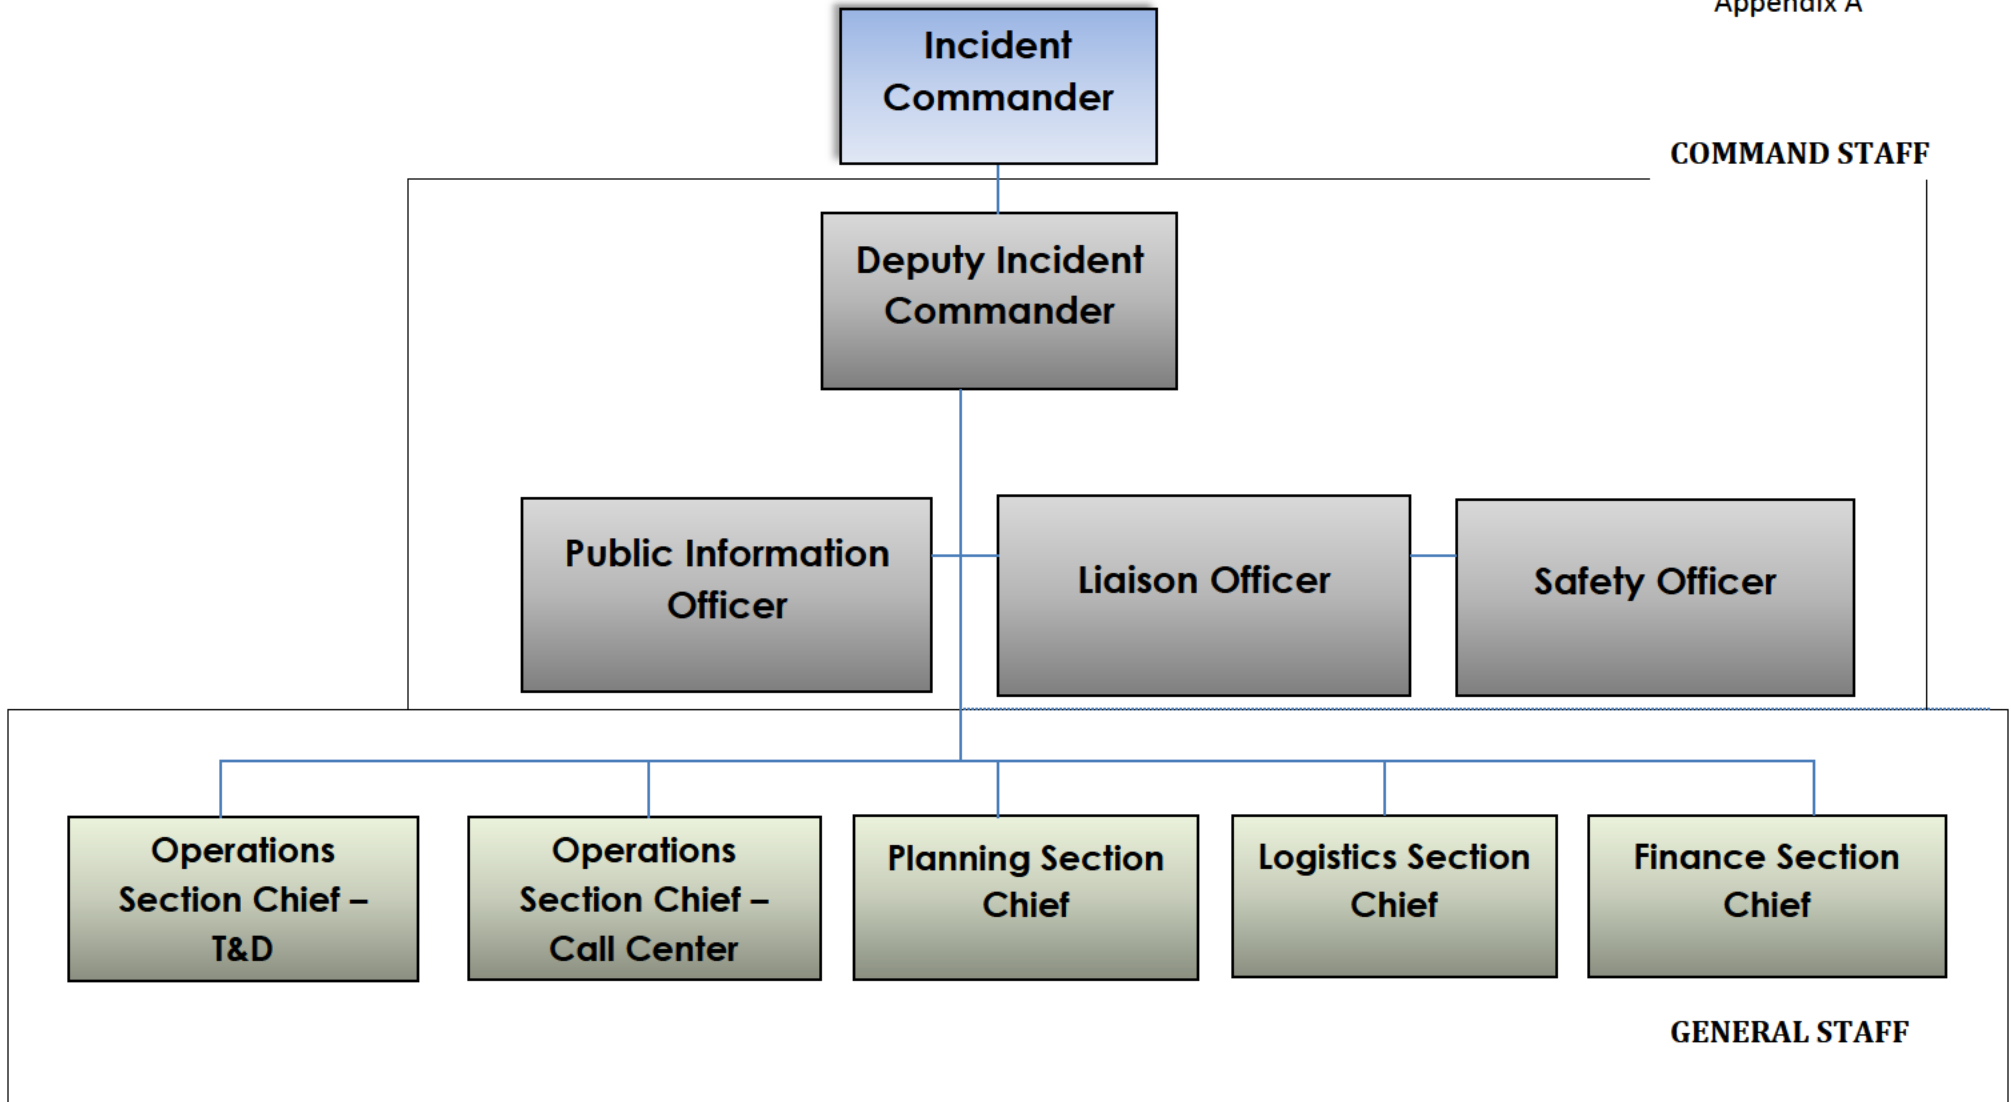 Appendix A
Incident
Commander
COMMAND STAFF
Deputy Incident
Commander
Public Information
Officer
Liaison Officer
Safety Officer
Operations
Section Chief –
T&D
Operations
Section Chief –
Call Center
Planning Section
Chief
Logistics Section
Chief
Finance Section
Chief
GENERAL STAFF